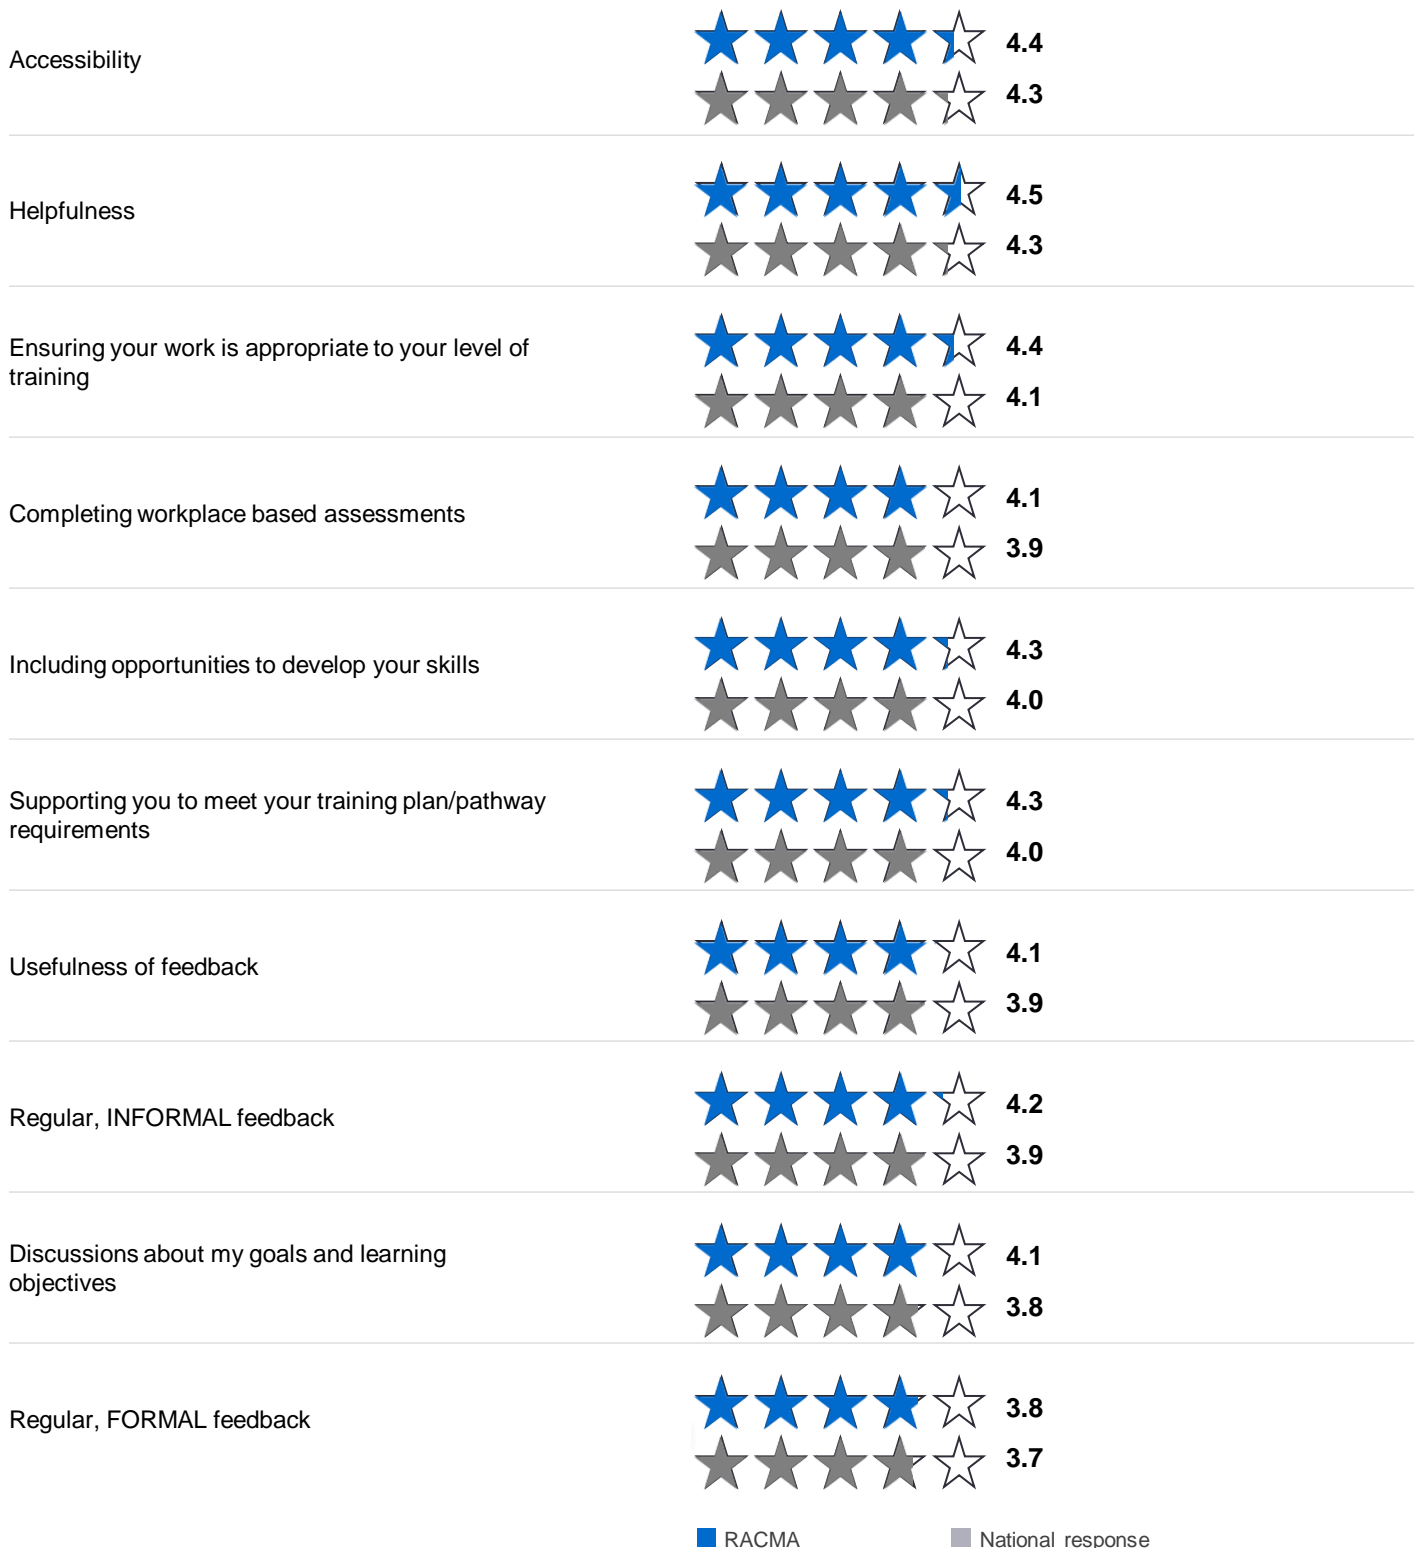 Accessibility
4.4
4.3
Helpfulness
4.5
4.3
Ensuring your work is appropriate to your level of
training
4.4
4.1
Completing workplace based assessments
4.1
3.9
Including opportunities to develop your skills
4.3
4.0
Supporting you to meet your training plan/pathway
requirements
4.3
4.0
Usefulness of feedback
4.1
3.9
Regular, INFORMAL feedback
4.2
3.9
Discussions about my goals and learning
objectives
4.1
3.8
Regular, FORMAL feedback
3.8
3.7
RACMA
National response